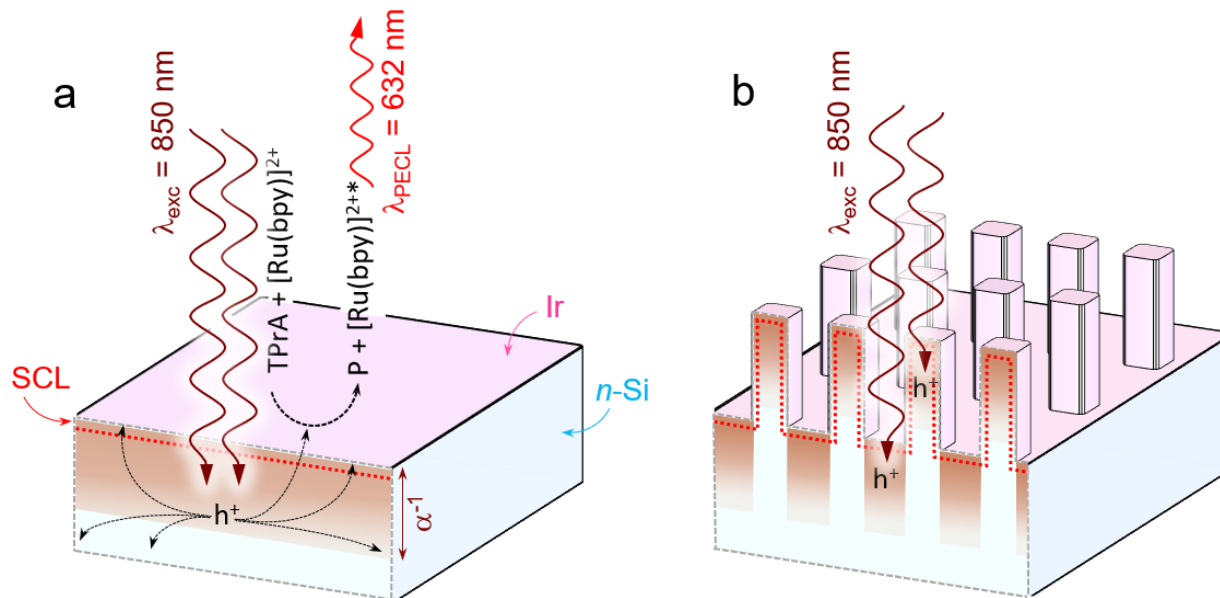 a
λexc = 850 nm
TPrA + [Ru(bpy)]2+
P + [Ru(bpy)]2+*
λPECL = 632 nm
Ir
SCL
n-Si
h+
α-1
b
λexc = 850 nm
h+
h+